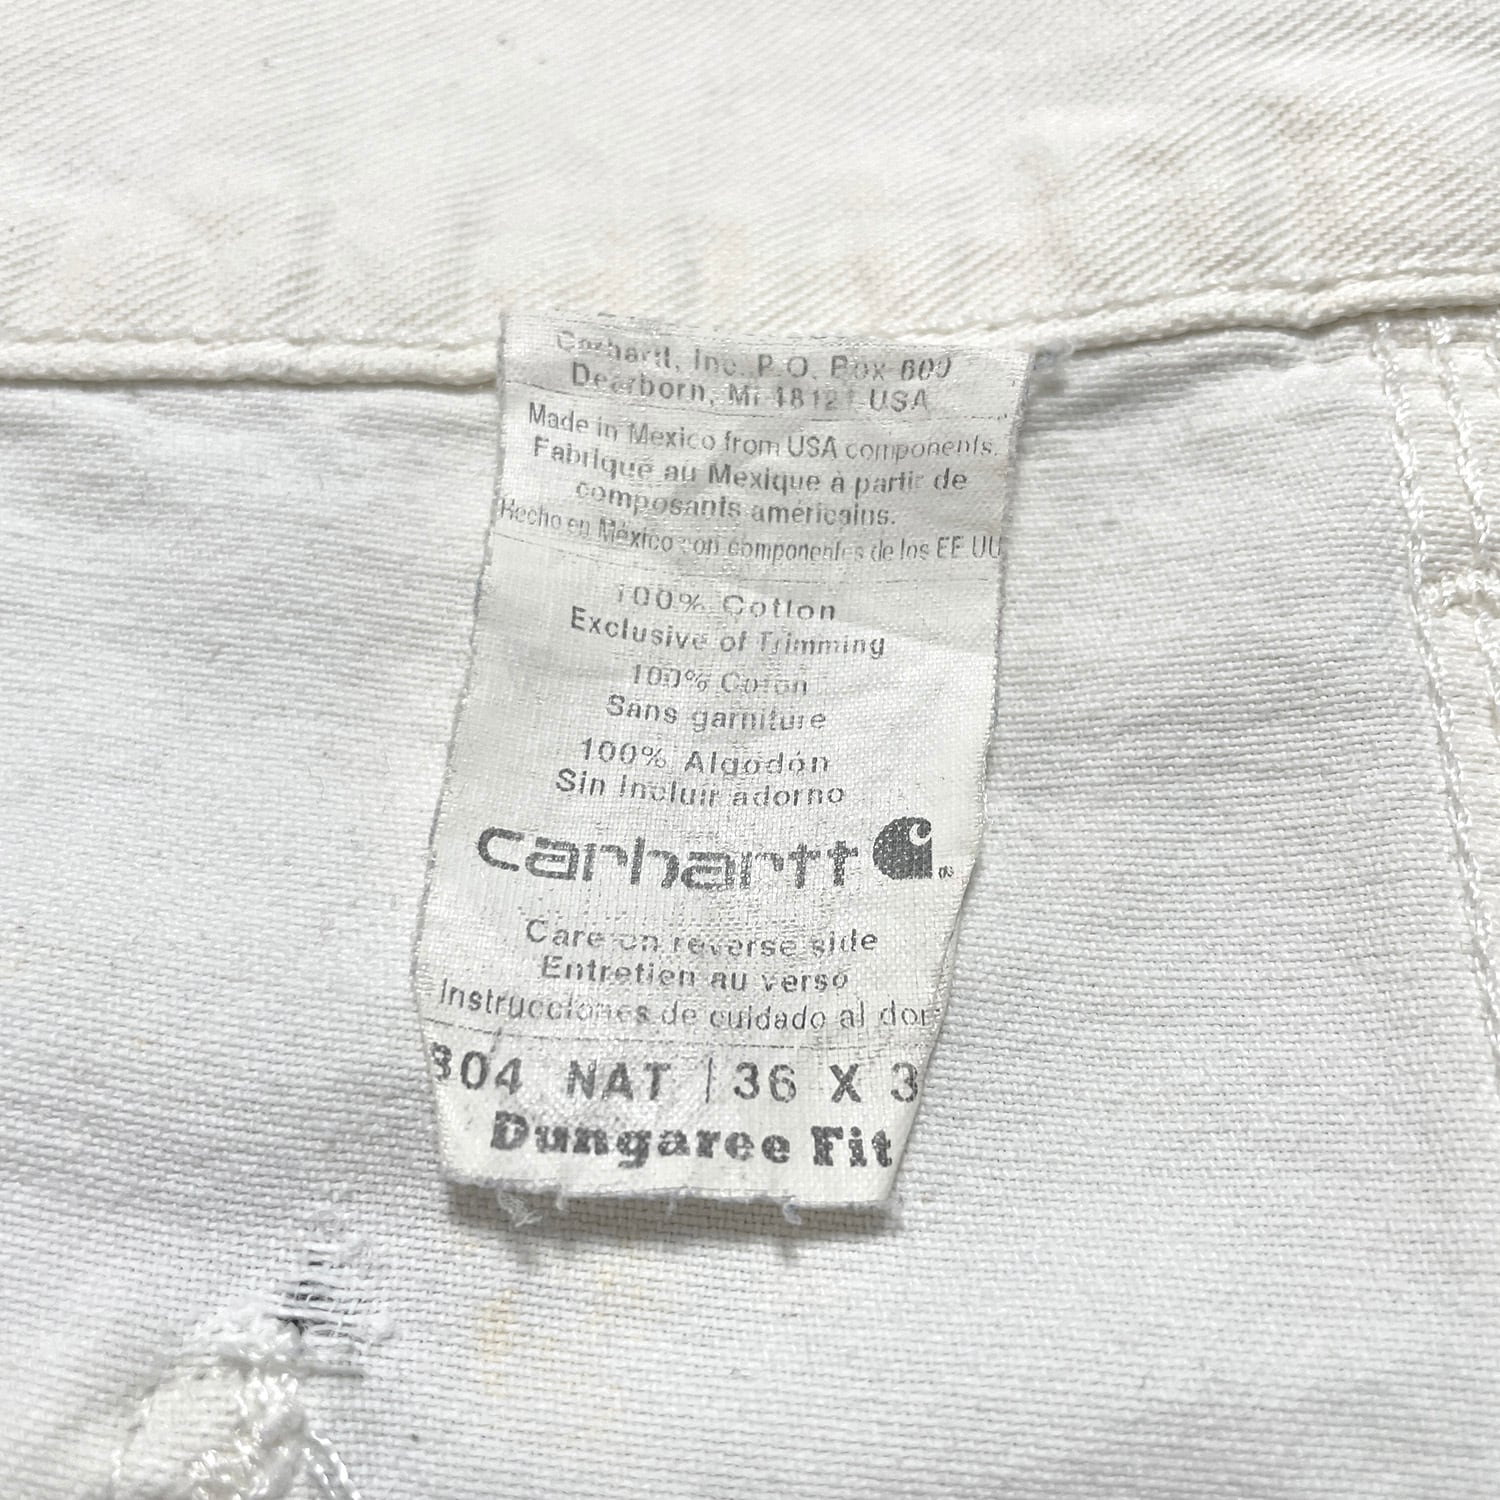 Carhartt, Inc. P.O. Box 600
Dearborn, MI 48121 USA
Made in Mexico from USA components.
Fabriqué au Mexique à partir de
composants américains.
Hecho en México con componentes de los EE UU
100% Cotton
Exclusive of Trimming
100% Coton
Sans garniture
100% Algodón
Sin Incluir adorno
carhartt ®
Care on reverse side
Entretien au verso
Instrucciones de cuidado al dor
304 NAT | 36 X 3
Dungaree Fit